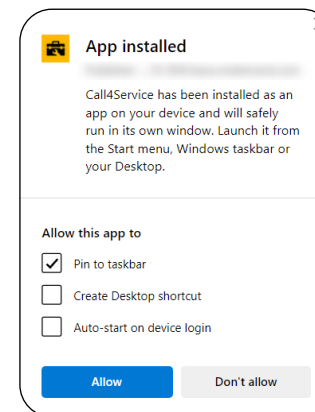 App installed
Call4Service has been installed as an
app on your device and will safely
run in its own window. Launch it from
the Start menu, Windows taskbar or
your Desktop.
Allow this app to
Pin to taskbar
Create Desktop shortcut
Auto-start on device login
Allow
Don't allow